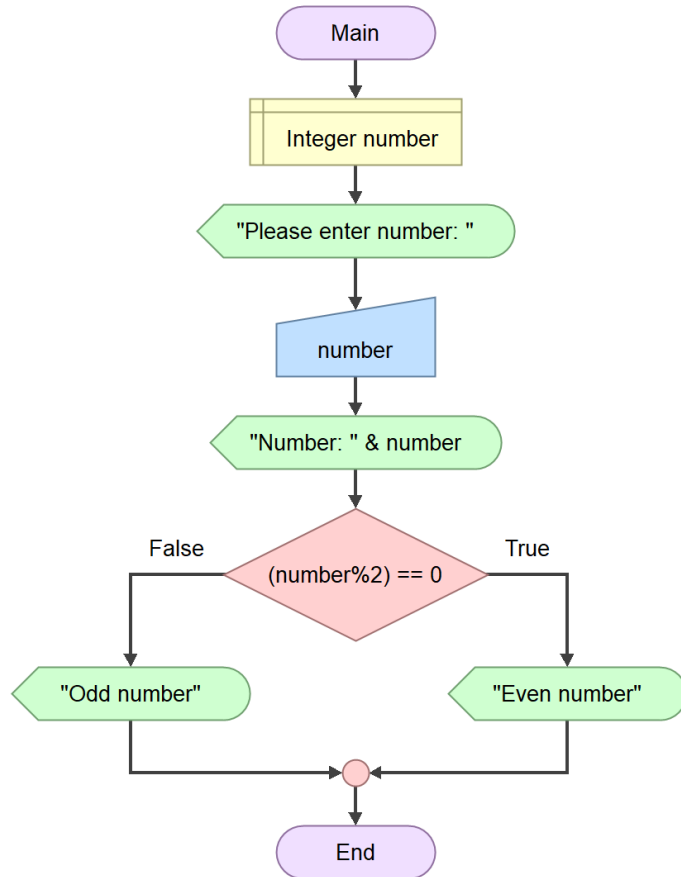 Main
Integer number
"Please enter number: "
number
"Number: " & number
(number%2) == 0
False
True
"Odd number"
"Even number"
End